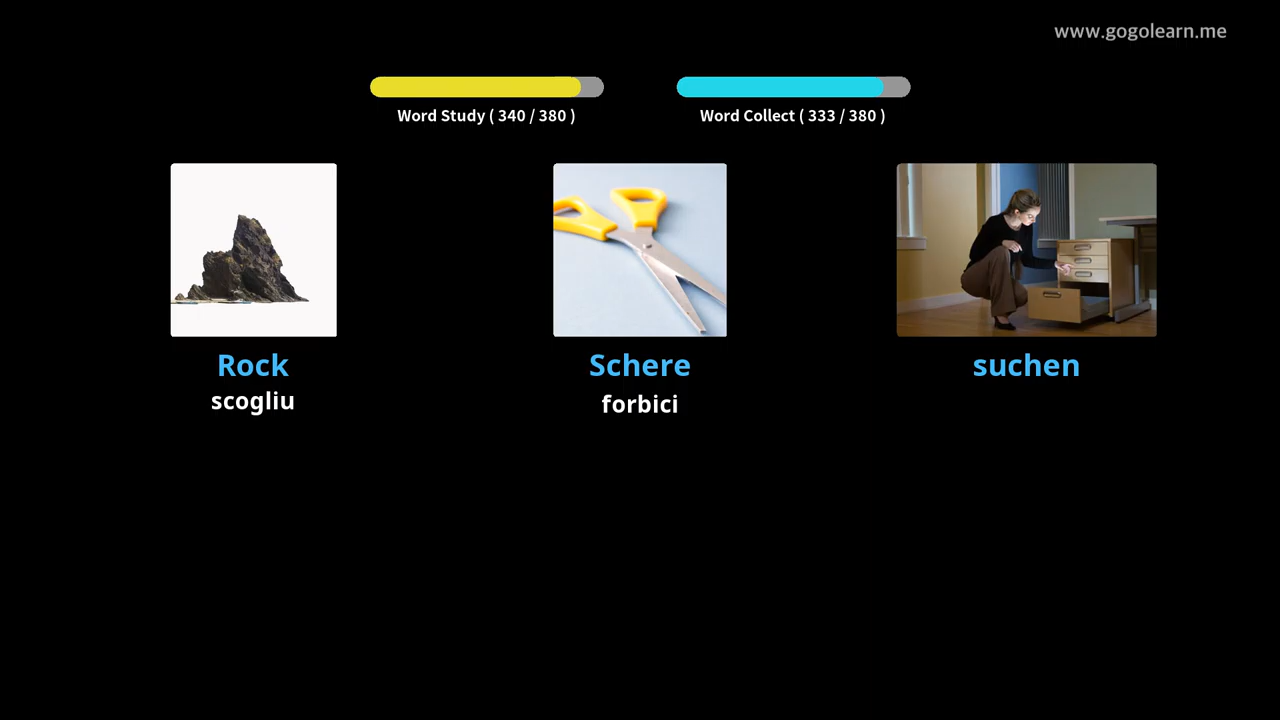 www.gogolearn.me
Word Study ( 340 / 380 )
Word Collect ( 333 / 380 )
Rock
scogliu
Schere
forbici
suchen